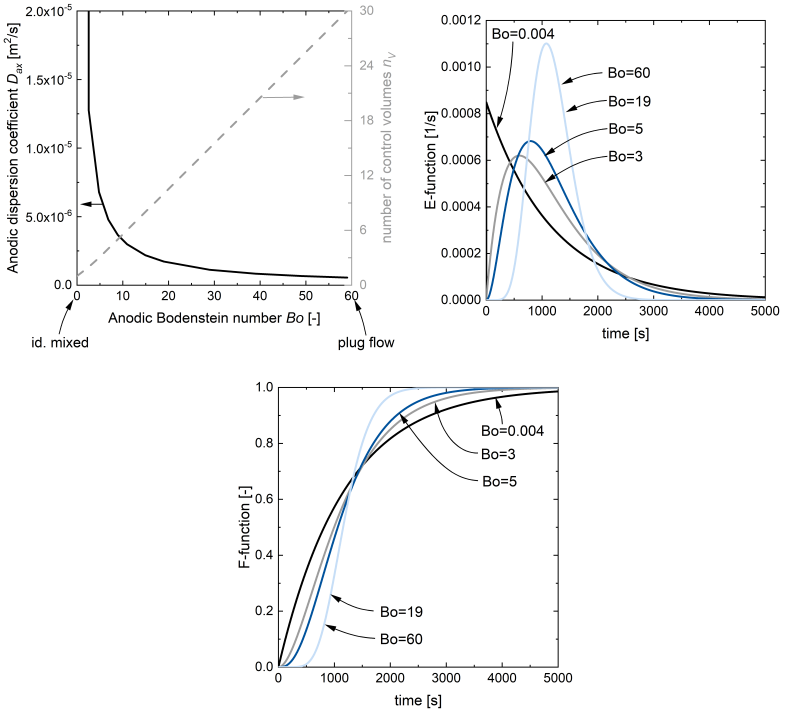 Anodic dispersion coefficient D_ax [m²/s]
2.0x10⁻⁵
1.5x10⁻⁵
1.0x10⁻⁵
5.0x10⁻⁶
0.0
0 10 20 30 40 50 60
Anodic Bodenstein number Bo [-]
id. mixed
plug flow
30
24
18
12
6
0
number of control volumes n_V
E-function [1/s]
0.0012
0.0010
0.0008
0.0006
0.0004
0.0002
0.0000
Bo=0.004
Bo=60
Bo=19
Bo=5
Bo=3
0 1000 2000 3000 4000 5000
time [s]
F-function [-]
1.0
0.8
0.6
0.4
0.2
0.0
Bo=0.004
Bo=3
Bo=5
Bo=19
Bo=60
0 1000 2000 3000 4000 5000
time [s]